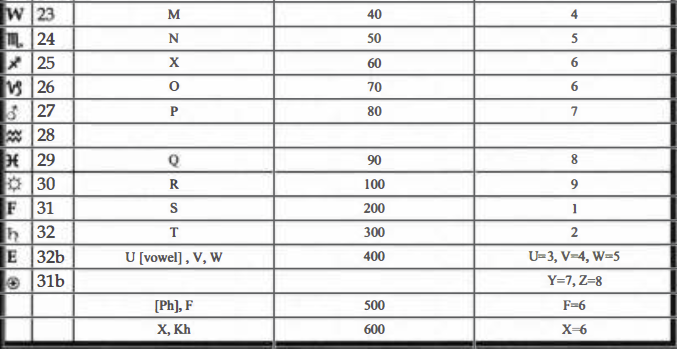 W 23 M 40 4
♏ 24 N 50 5
♐ 25 X 60 6
♑ 26 O 70 6
♂ 27 P 80 7
♒ 28
♓ 29 Q 90 8
☼ 30 R 100 9
F 31 S 200 1
♄ 32 T 300 2
E 32b U [vowel] , V, W 400 U=3, V=4, W=5
⊕ 31b Y=7, Z=8
[Ph], F 500 F=6
X, Kh 600 X=6